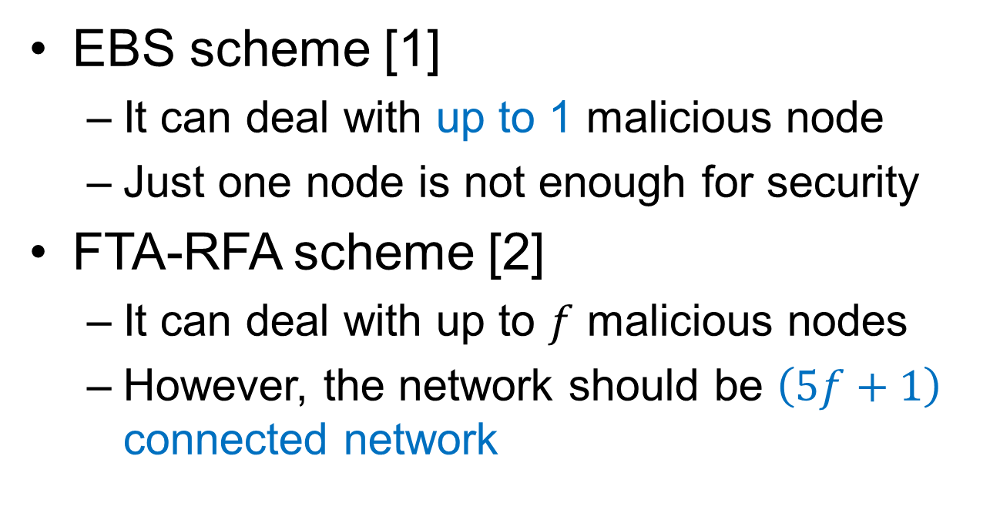 • EBS scheme [1]
– It can deal with up to 1 malicious node
– Just one node is not enough for security
• FTA-RFA scheme [2]
– It can deal with up to 𝑓 malicious nodes
– However, the network should be (5𝑓 + 1)
connected network